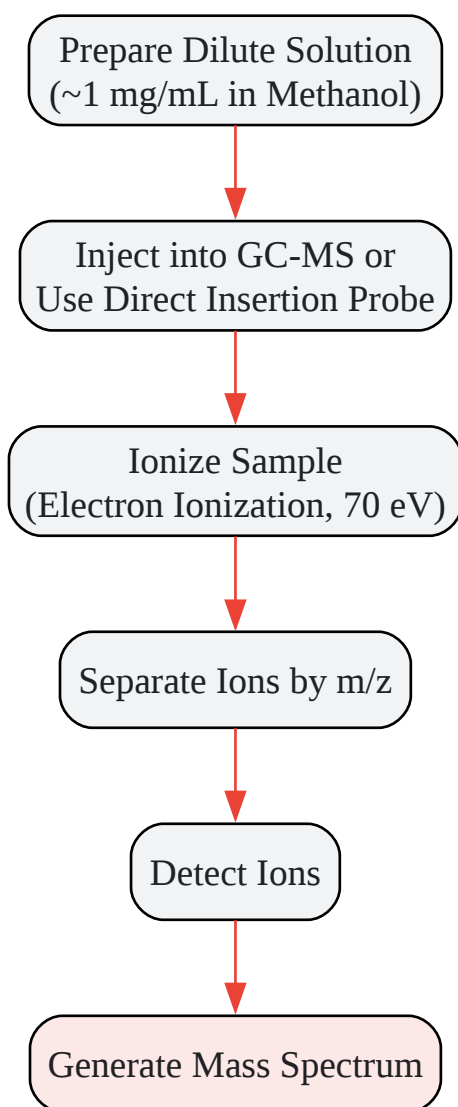 Prepare Dilute Solution
(~1 mg/mL in Methanol)
Inject into GC-MS or
Use Direct Insertion Probe
Ionize Sample
(Electron Ionization, 70 eV)
Separate Ions by m/z
Detect Ions
Generate Mass Spectrum